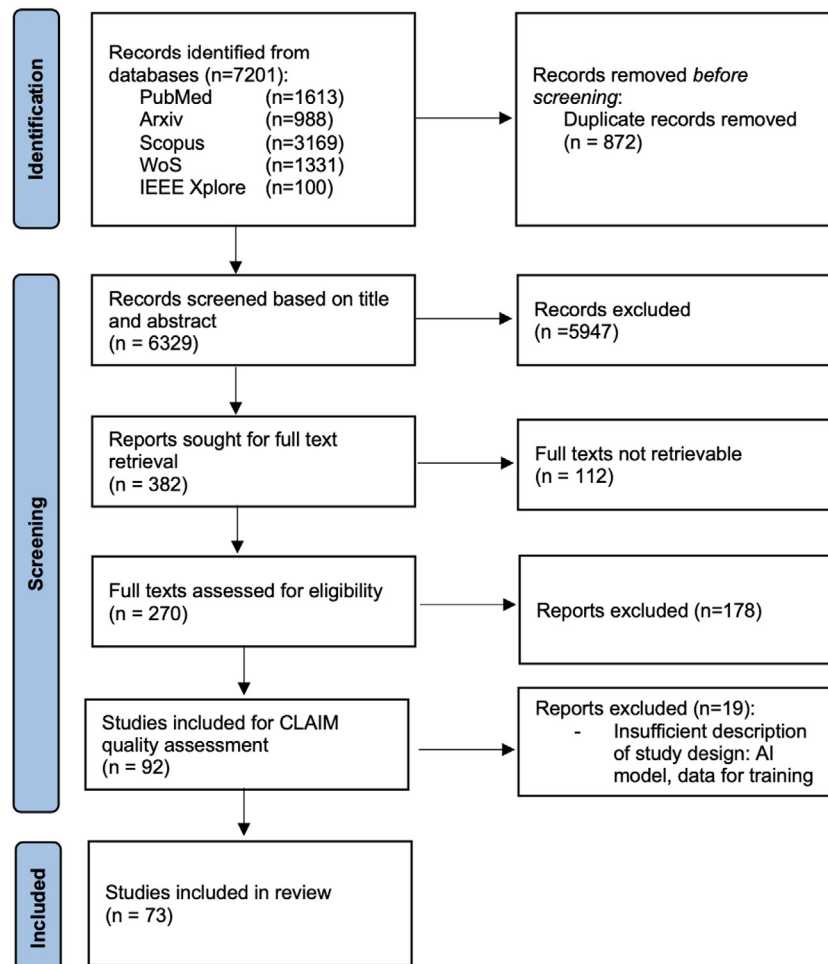 Identification
Records identified from
databases (n=7201):
PubMed (n=1613)
Arxiv (n=988)
Scopus (n=3169)
WoS (n=1331)
IEEE Xplore (n=100)
Records removed before
screening:
Duplicate records removed
(n = 872)
Screening
Records screened based on title
and abstract
(n = 6329)
Records excluded
(n =5947)
Reports sought for full text
retrieval
(n = 382)
Full texts not retrievable
(n = 112)
Full texts assessed for eligibility
(n = 270)
Reports excluded (n=178)
Studies included for CLAIM
quality assessment
(n = 92)
Reports excluded (n=19):
- Insufficient description
of study design: AI
model, data for training
Included
Studies included in review
(n = 73)